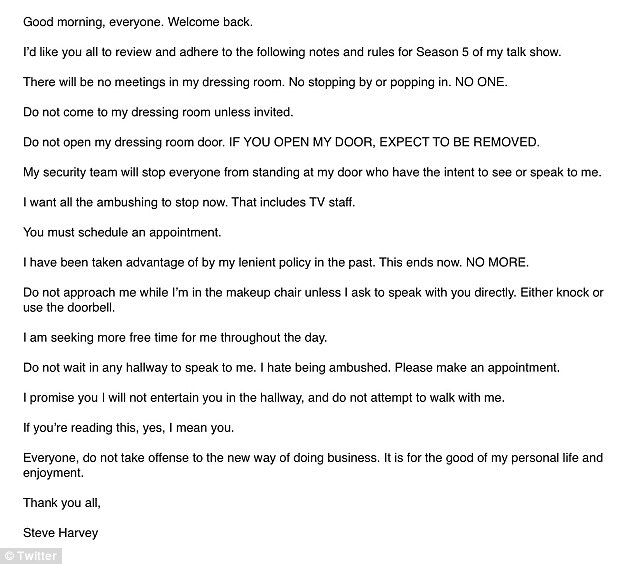 Good morning, everyone. Welcome back.
I'd like you all to review and adhere to the following notes and rules for Season 5 of my talk show.
There will be no meetings in my dressing room. No stopping by or popping in. NO ONE.
Do not come to my dressing room unless invited.
Do not open my dressing room door. IF YOU OPEN MY DOOR, EXPECT TO BE REMOVED.
My security team will stop everyone from standing at my door who have the intent to see or speak to me.
I want all the ambushing to stop now. That includes TV staff.
You must schedule an appointment.
I have been taken advantage of by my lenient policy in the past. This ends now. NO MORE.
Do not approach me while I'm in the makeup chair unless I ask to speak with you directly. Either knock or
use the doorbell.
I am seeking more free time for me throughout the day.
Do not wait in any hallway to speak to me. I hate being ambushed. Please make an appointment.
I promise you I will not entertain you in the hallway, and do not attempt to walk with me.
If you're reading this, yes, I mean you.
Everyone, do not take offense to the new way of doing business. It is for the good of my personal life and
enjoyment.
Thank you all,
Steve Harvey
© Twitter